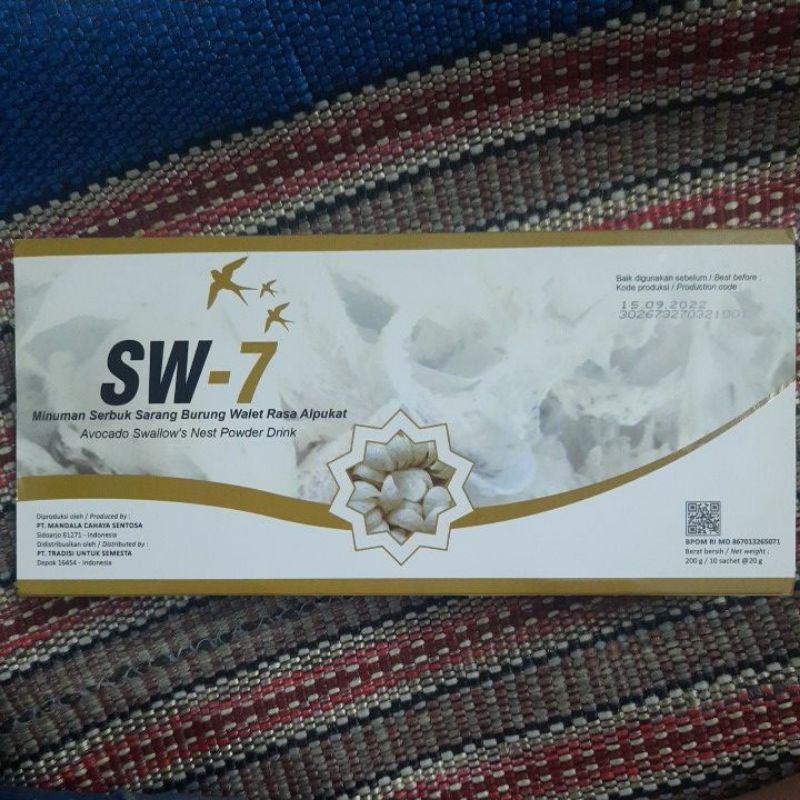 Baik digunakan sebelum / Best before :
Kode produksi / Production code
15.09.2022
302673270321001
SW-7
Minuman Serbuk Sarang Burung Walet Rasa Alpukat
Avocado Swallow's Nest Powder Drink
Diproduksi oleh / Produced by :
PT. MANDALA CAHAYA SENTOSA
Sidoarjo 61271 - Indonesia
Didistribusikan oleh / Distributed by :
PT. TRADISI UNTUK SEMESTA
Depok 16454 - Indonesia
BPOM RI MD 867013265071
Berat bersih / Net weight :
200 g / 10 sachet @20 g